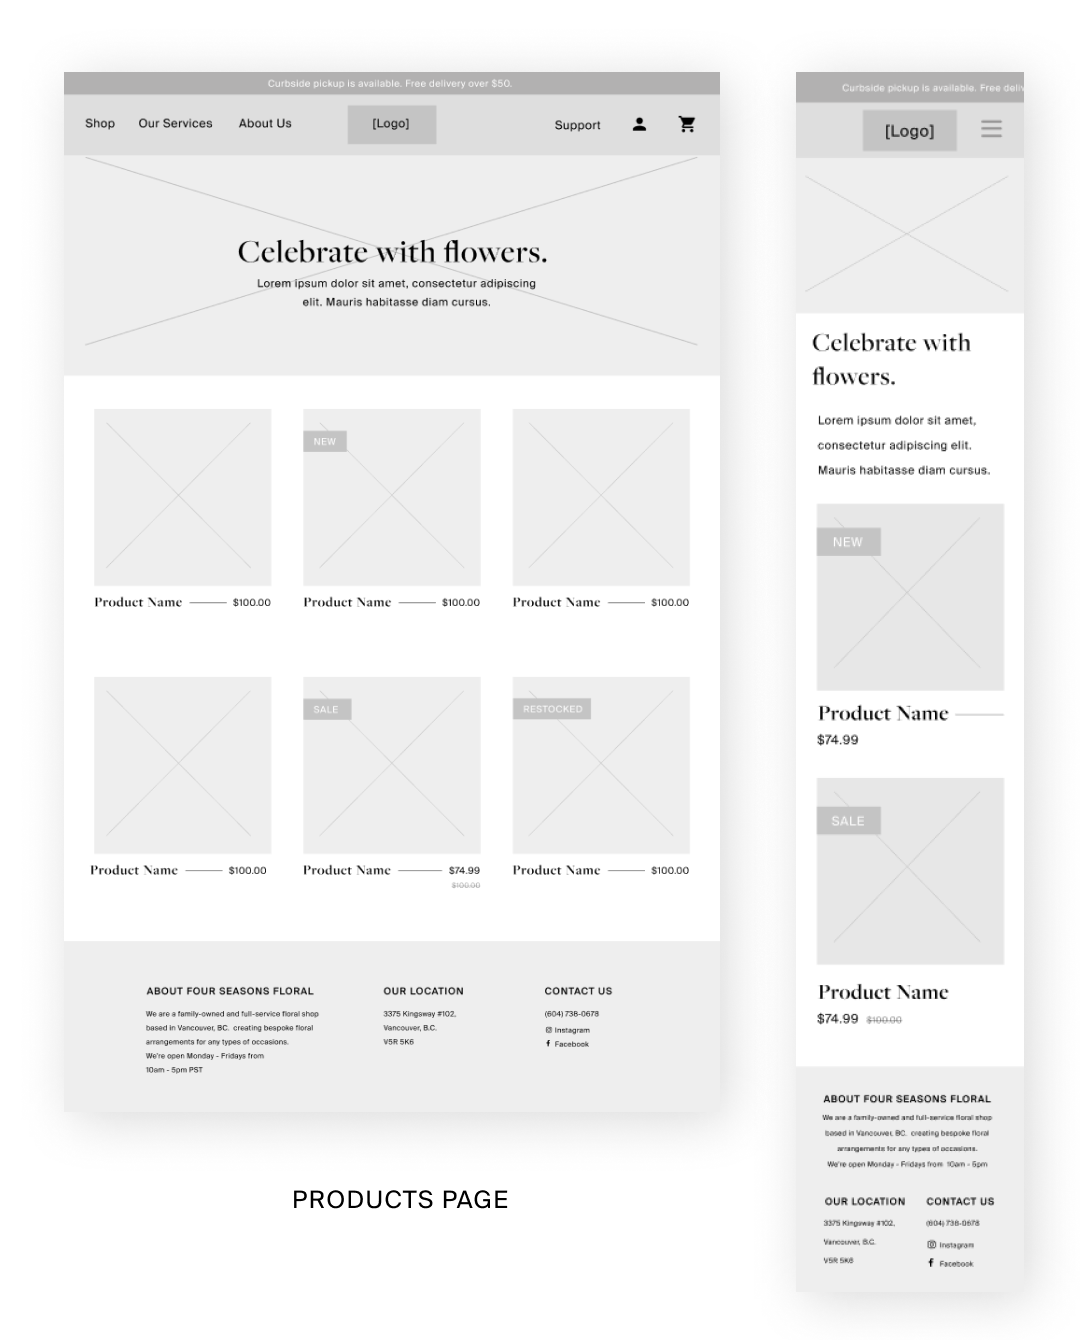 Curbside pickup is available. Free delivery over $50.
Shop Our Services About Us [Logo] Support
Celebrate with flowers.
Lorem ipsum dolor sit amet, consectetur adipiscing
elit. Mauris habitasse diam cursus.
NEW
Product Name $100.00 Product Name $100.00 Product Name $100.00
SALE RESTOCKED
Product Name $100.00 Product Name $74.99 Product Name $100.00
$100.00
ABOUT FOUR SEASONS FLORAL
We are a family-owned and full-service floral shop
based in Vancouver, BC. creating bespoke floral
arrangements for any types of occasions.
We're open Monday - Fridays from
10am - 5pm PST
OUR LOCATION
3375 Kingsway #102,
Vancouver, B.C.
V5R 5K6
CONTACT US
(604) 738-0678
Instagram
Facebook
PRODUCTS PAGE
Curbside pickup is available. Free deliv
[Logo]
Celebrate with
flowers.
Lorem ipsum dolor sit amet,
consectetur adipiscing elit.
Mauris habitasse diam cursus.
NEW
Product Name
$74.99
SALE
Product Name
$74.99 $100.00
ABOUT FOUR SEASONS FLORAL
We are a family-owned and full-service floral shop
based in Vancouver, BC. creating bespoke floral
arrangements for any types of occasions.
We're open Monday - Fridays from 10am - 5pm
OUR LOCATION
3375 Kingsway #102,
Vancouver, B.C.
V5R 5K6
CONTACT US
(604) 738-0678
Instagram
Facebook